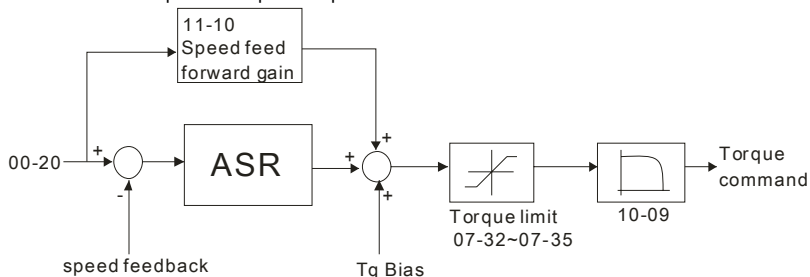 11-10
Speed feed
forward gain
+
00-20
+
ASR
+
+
-
Torque
command
Torque limit
07-32~07-35
10-09
speed feedback
Tq Bias